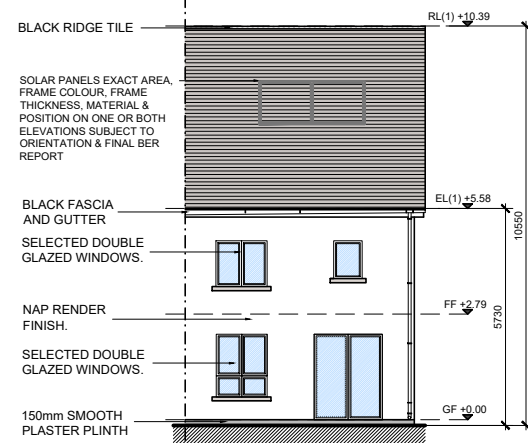 BLACK RIDGE TILE
RL(1) +10.39
SOLAR PANELS EXACT AREA,
FRAME COLOUR, FRAME
THICKNESS, MATERIAL &
POSITION ON ONE OR BOTH
ELEVATIONS SUBJECT TO
ORIENTATION & FINAL BER
REPORT
BLACK FASCIA
AND GUTTER
EL(1) +5.58
SELECTED DOUBLE
GLAZED WINDOWS.
10550
5730
NAP RENDER
FINISH.
FF +2.79
SELECTED DOUBLE
GLAZED WINDOWS.
150mm SMOOTH
PLASTER PLINTH
GF +0.00